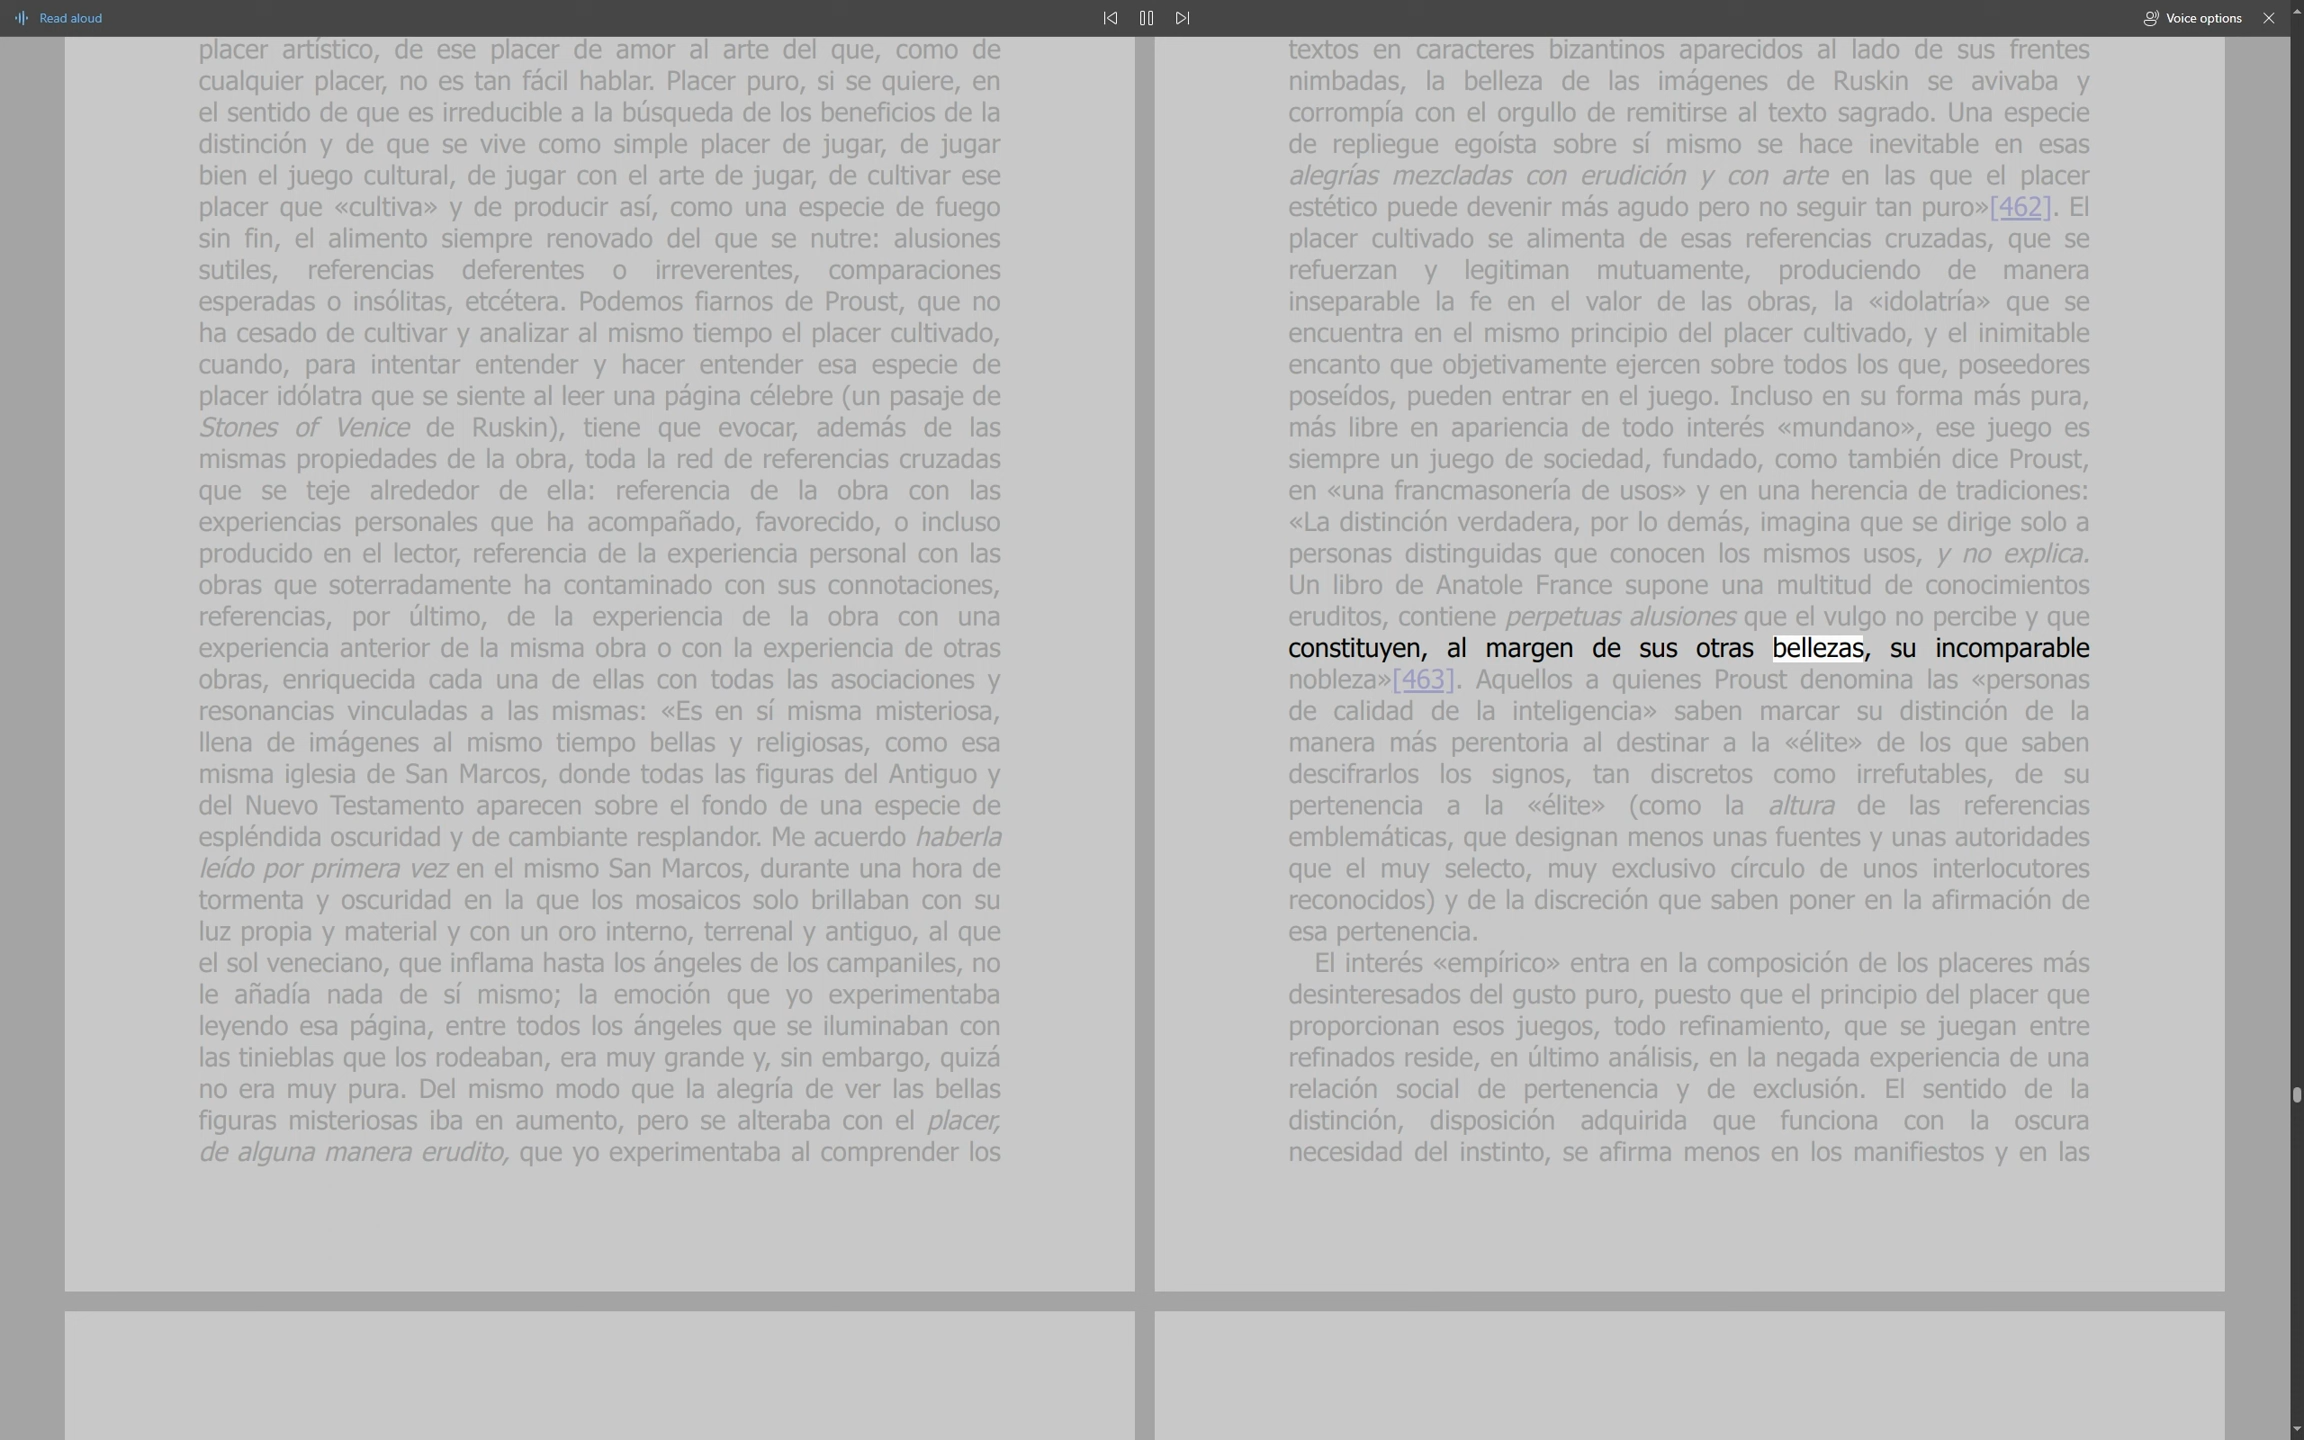 Read aloud
Voice options
placer artístico, de ese placer de amor al arte del que, como de
cualquier placer, no es tan fácil hablar. Placer puro, si se quiere, en
el sentido de que es irreducible a la búsqueda de los beneficios de la
distinción y de que se vive como simple placer de jugar, de jugar
bien el juego cultural, de jugar con el arte de jugar, de cultivar ese
placer que «cultiva» y de producir así, como una especie de fuego
sin fin, el alimento siempre renovado del que se nutre: alusiones
sutiles, referencias deferentes o irreverentes, comparaciones
esperadas o insólitas, etcétera. Podemos fiarnos de Proust, que no
ha cesado de cultivar y analizar al mismo tiempo el placer cultivado,
cuando, para intentar entender y hacer entender esa especie de
placer idólatra que se siente al leer una página célebre (un pasaje de
Stones of Venice de Ruskin), tiene que evocar, además de las
mismas propiedades de la obra, toda la red de referencias cruzadas
que se teje alrededor de ella: referencia de la obra con las
experiencias personales que ha acompañado, favorecido, o incluso
producido en el lector, referencia de la experiencia personal con las
obras que soterradamente ha contaminado con sus connotaciones,
referencias, por último, de la experiencia de la obra con una
experiencia anterior de la misma obra o con la experiencia de otras
obras, enriquecida cada una de ellas con todas las asociaciones y
resonancias vinculadas a las mismas: «Es en sí misma misteriosa,
llena de imágenes al mismo tiempo bellas y religiosas, como esa
misma iglesia de San Marcos, donde todas las figuras del Antiguo y
del Nuevo Testamento aparecen sobre el fondo de una especie de
espléndida oscuridad y de cambiante resplandor. Me acuerdo haberla
leído por primera vez en el mismo San Marcos, durante una hora de
tormenta y oscuridad en la que los mosaicos solo brillaban con su
luz propia y material y con un oro interno, terrenal y antiguo, al que
el sol veneciano, que inflama hasta los ángeles de los campaniles, no
le añadía nada de sí mismo; la emoción que yo experimentaba
leyendo esa página, entre todos los ángeles que se iluminaban con
las tinieblas que los rodeaban, era muy grande y, sin embargo, quizá
no era muy pura. Del mismo modo que la alegría de ver las bellas
figuras misteriosas iba en aumento, pero se alteraba con el placer,
de alguna manera erudito, que yo experimentaba al comprender los
textos en caracteres bizantinos aparecidos al lado de sus frentes
nimbadas, la belleza de las imágenes de Ruskin se avivaba y
corrompía con el orgullo de remitirse al texto sagrado. Una especie
de repliegue egoísta sobre sí mismo se hace inevitable en esas
alegrías mezcladas con erudición y con arte en las que el placer
estético puede devenir más agudo pero no seguir tan puro»[462]. El
placer cultivado se alimenta de esas referencias cruzadas, que se
refuerzan y legitiman mutuamente, produciendo de manera
inseparable la fe en el valor de las obras, la «idolatría» que se
encuentra en el mismo principio del placer cultivado, y el inimitable
encanto que objetivamente ejercen sobre todos los que, poseedores
poseídos, pueden entrar en el juego. Incluso en su forma más pura,
más libre en apariencia de todo interés «mundano», ese juego es
siempre un juego de sociedad, fundado, como también dice Proust,
en «una francmasonería de usos» y en una herencia de tradiciones:
«La distinción verdadera, por lo demás, imagina que se dirige solo a
personas distinguidas que conocen los mismos usos, y no explica.
Un libro de Anatole France supone una multitud de conocimientos
eruditos, contiene perpetuas alusiones que el vulgo no percibe y que
constituyen, al margen de sus otras bellezas, su incomparable
nobleza»[463]. Aquellos a quienes Proust denomina las «personas
de calidad de la inteligencia» saben marcar su distinción de la
manera más perentoria al destinar a la «élite» de los que saben
descifrarlos los signos, tan discretos como irrefutables, de su
pertenencia a la «élite» (como la altura de las referencias
emblemáticas, que designan menos unas fuentes y unas autoridades
que el muy selecto, muy exclusivo círculo de unos interlocutores
reconocidos) y de la discreción que saben poner en la afirmación de
esa pertenencia.
El interés «empírico» entra en la composición de los placeres más
desinteresados del gusto puro, puesto que el principio del placer que
proporcionan esos juegos, todo refinamiento, que se juegan entre
refinados reside, en último análisis, en la negada experiencia de una
relación social de pertenencia y de exclusión. El sentido de la
distinción, disposición adquirida que funciona con la oscura
necesidad del instinto, se afirma menos en los manifiestos y en las